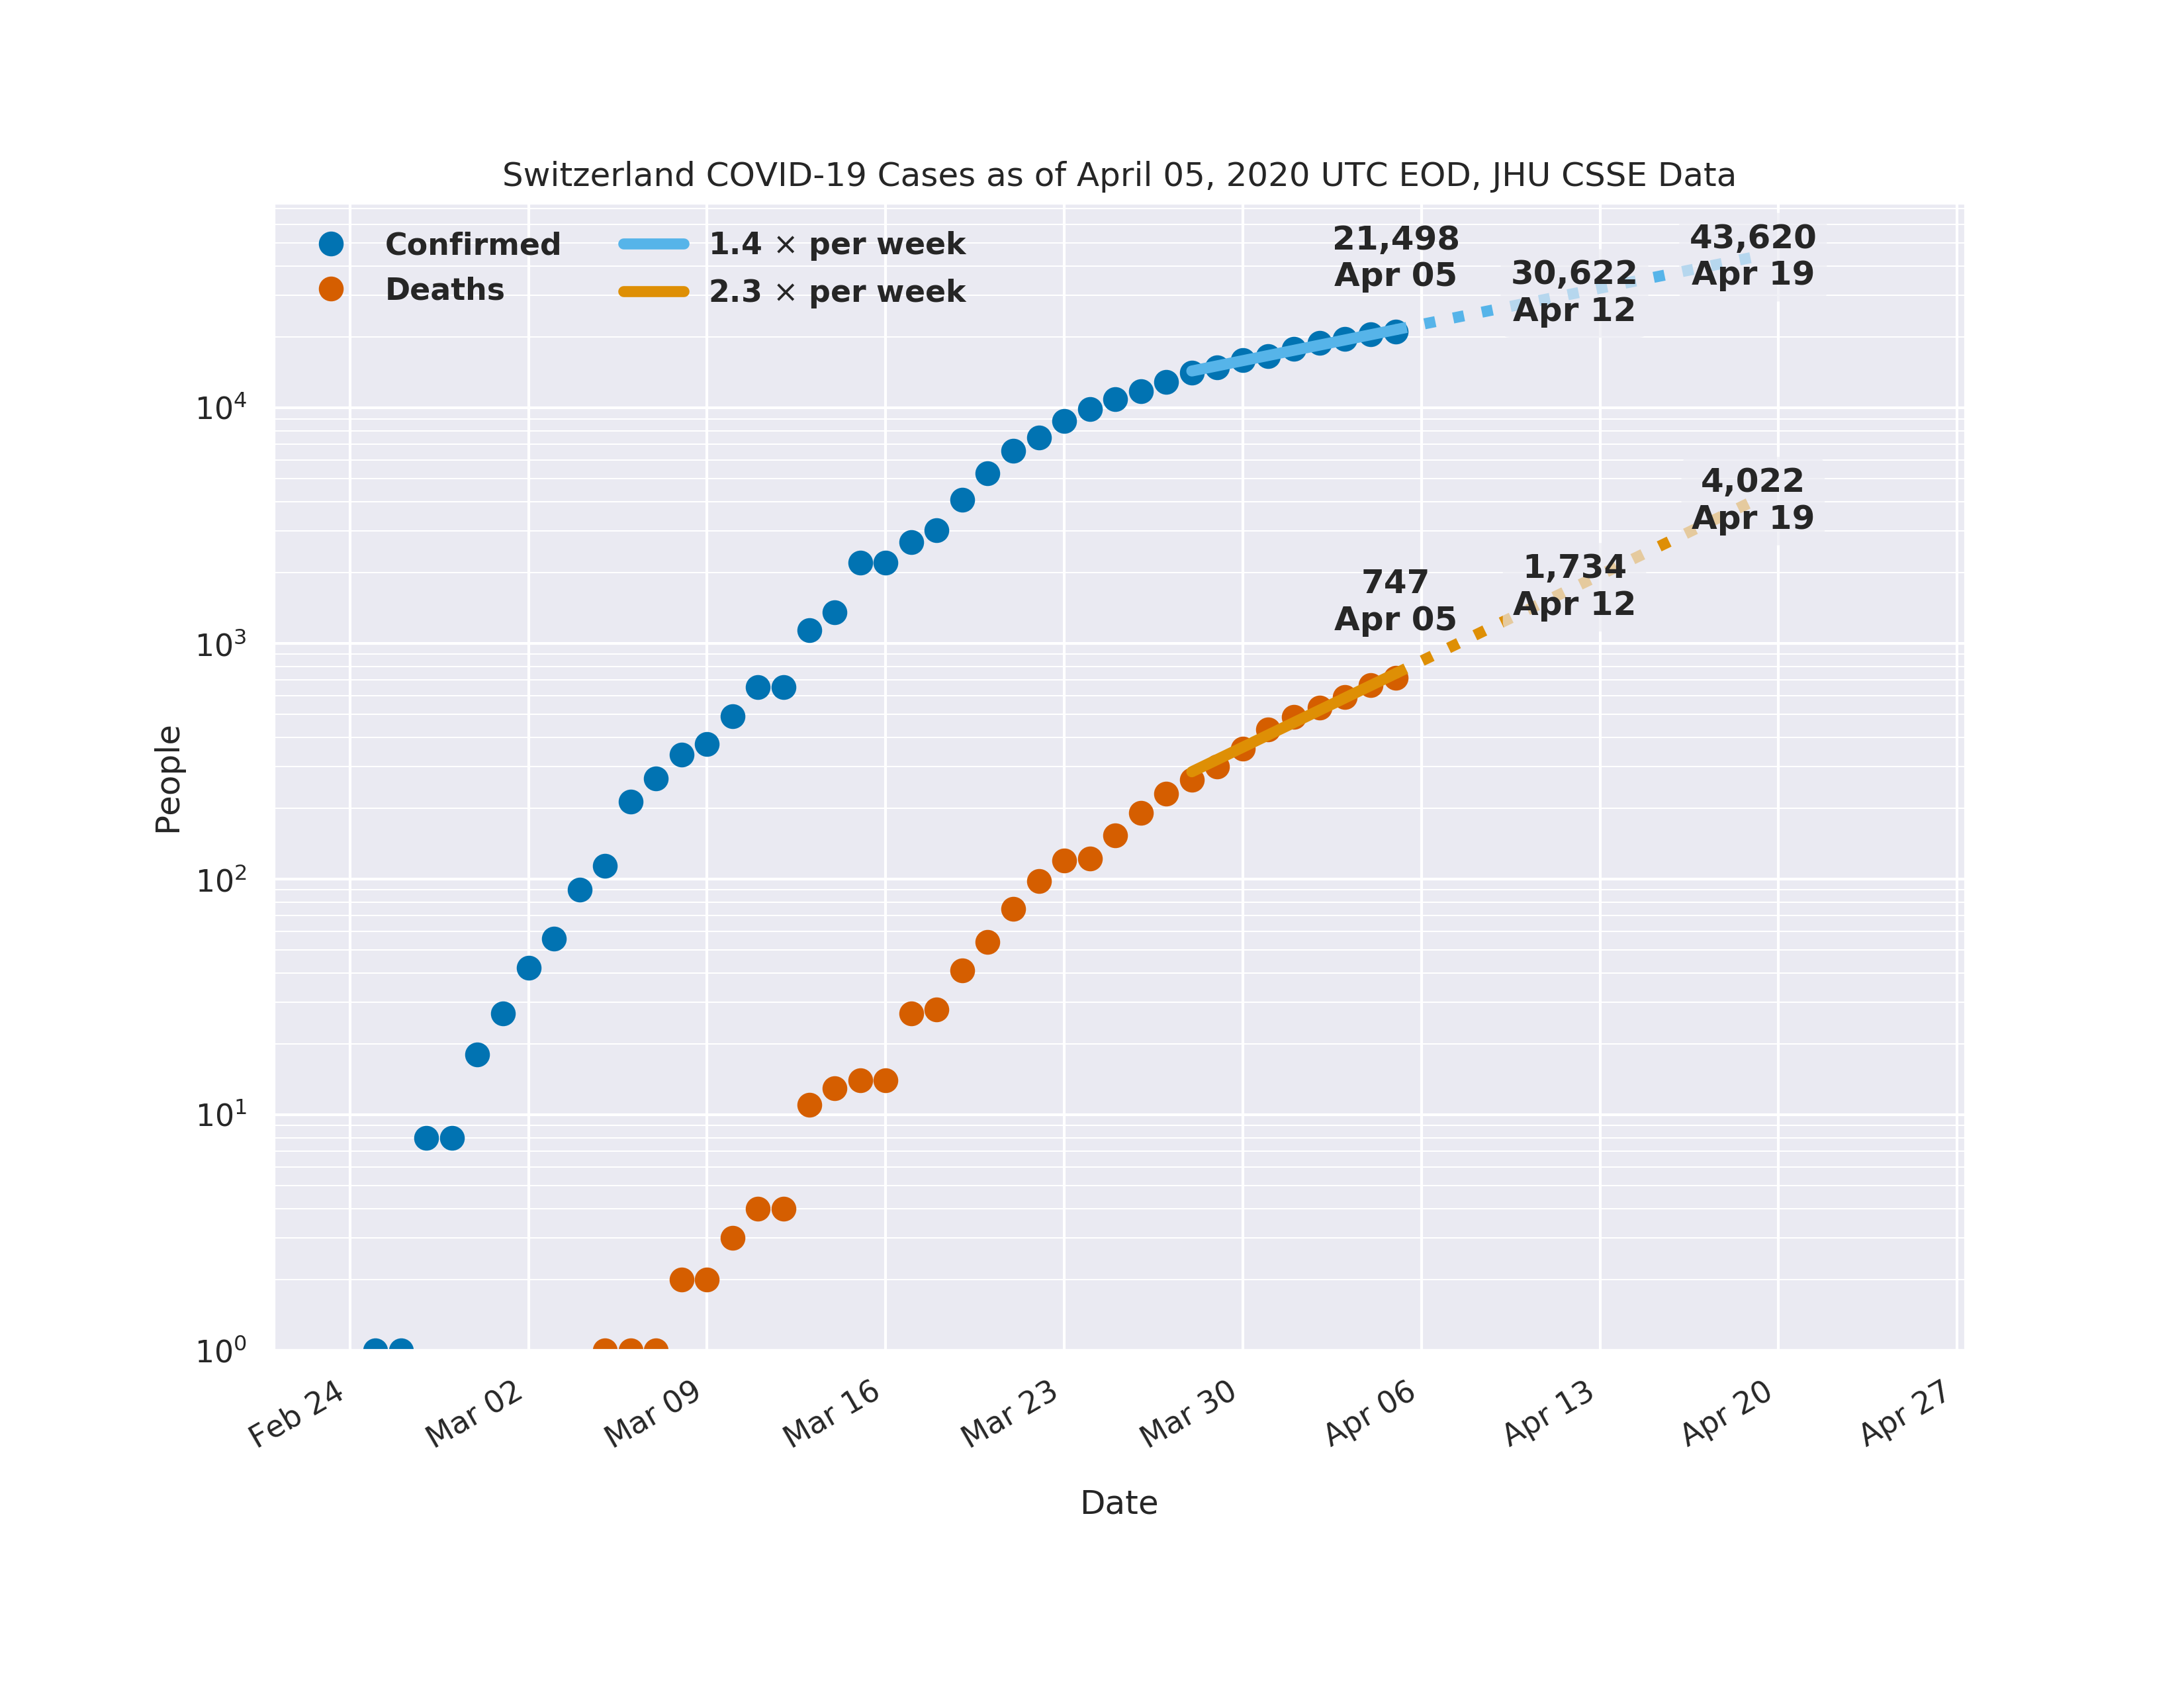 Switzerland COVID-19 Cases as of April 05, 2020 UTC EOD, JHU CSSE Data
Confirmed
Deaths
1.4 × per week
2.3 × per week
21,498
Apr 05
30,622
Apr 12
43,620
Apr 19
4,022
Apr 19
1,734
Apr 12
747
Apr 05
People
10⁴
10³
10²
10¹
10⁰
Feb 24
Mar 02
Mar 09
Mar 16
Mar 23
Mar 30
Apr 06
Apr 13
Apr 20
Apr 27
Date